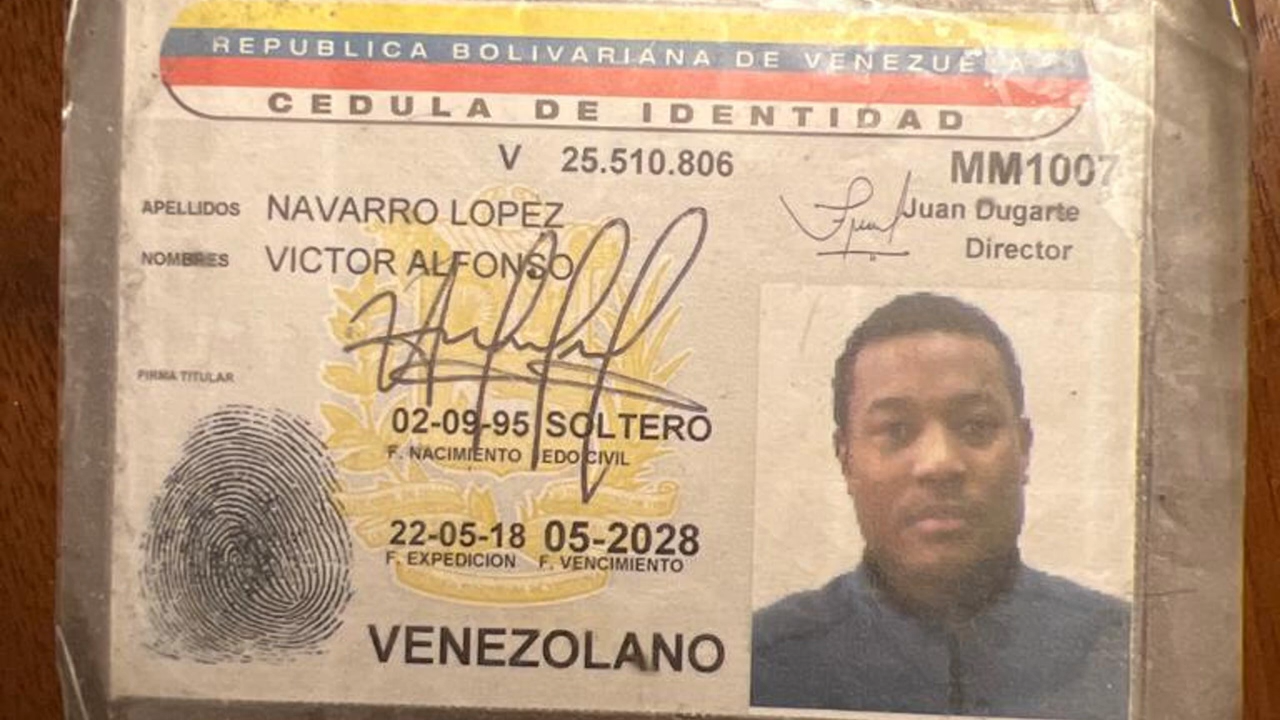 REPUBLICA BOLIVARIANA DE VENEZUELA
CEDULA DE IDENTIDAD
V 25.510.806
MM1007
APELLIDOS NAVARRO LOPEZ
Juan Dugarte
Director
NOMBRES VICTOR ALFONSO
FIRMA TITULAR
02-09-95 SOLTERO
F. NACIMIENTO EDO CIVIL
22-05-18 05-2028
F. EXPEDICION F. VENCIMIENTO
VENEZOLANO